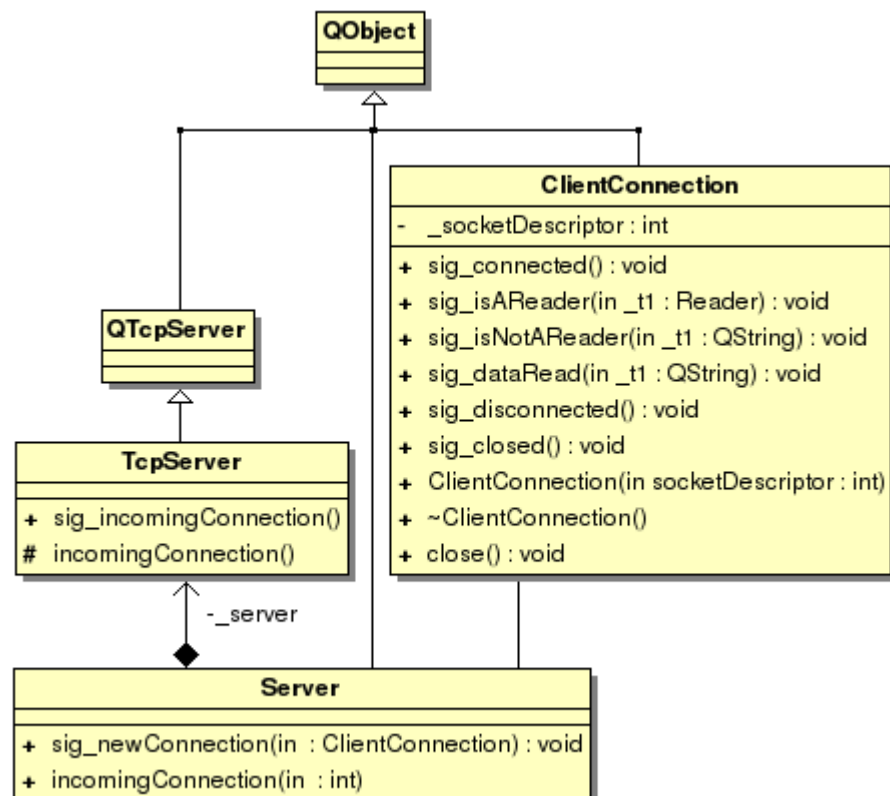 QObject
ClientConnection
- _socketDescriptor : int
+ sig_connected() : void
+ sig_isAReader(in _t1 : Reader) : void
+ sig_isNotAReader(in _t1 : QString) : void
+ sig_dataRead(in _t1 : QString) : void
+ sig_disconnected() : void
+ sig_closed() : void
+ ClientConnection(in socketDescriptor : int)
+ ~ClientConnection()
+ close() : void
QTcpServer
TcpServer
+ sig_incomingConnection()
# incomingConnection()
-_server
Server
+ sig_newConnection(in : ClientConnection) : void
+ incomingConnection(in : int)